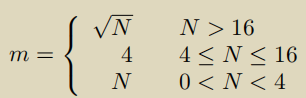 √N N > 16
m = { 4 4 ≤ N ≤ 16
N 0 < N < 4